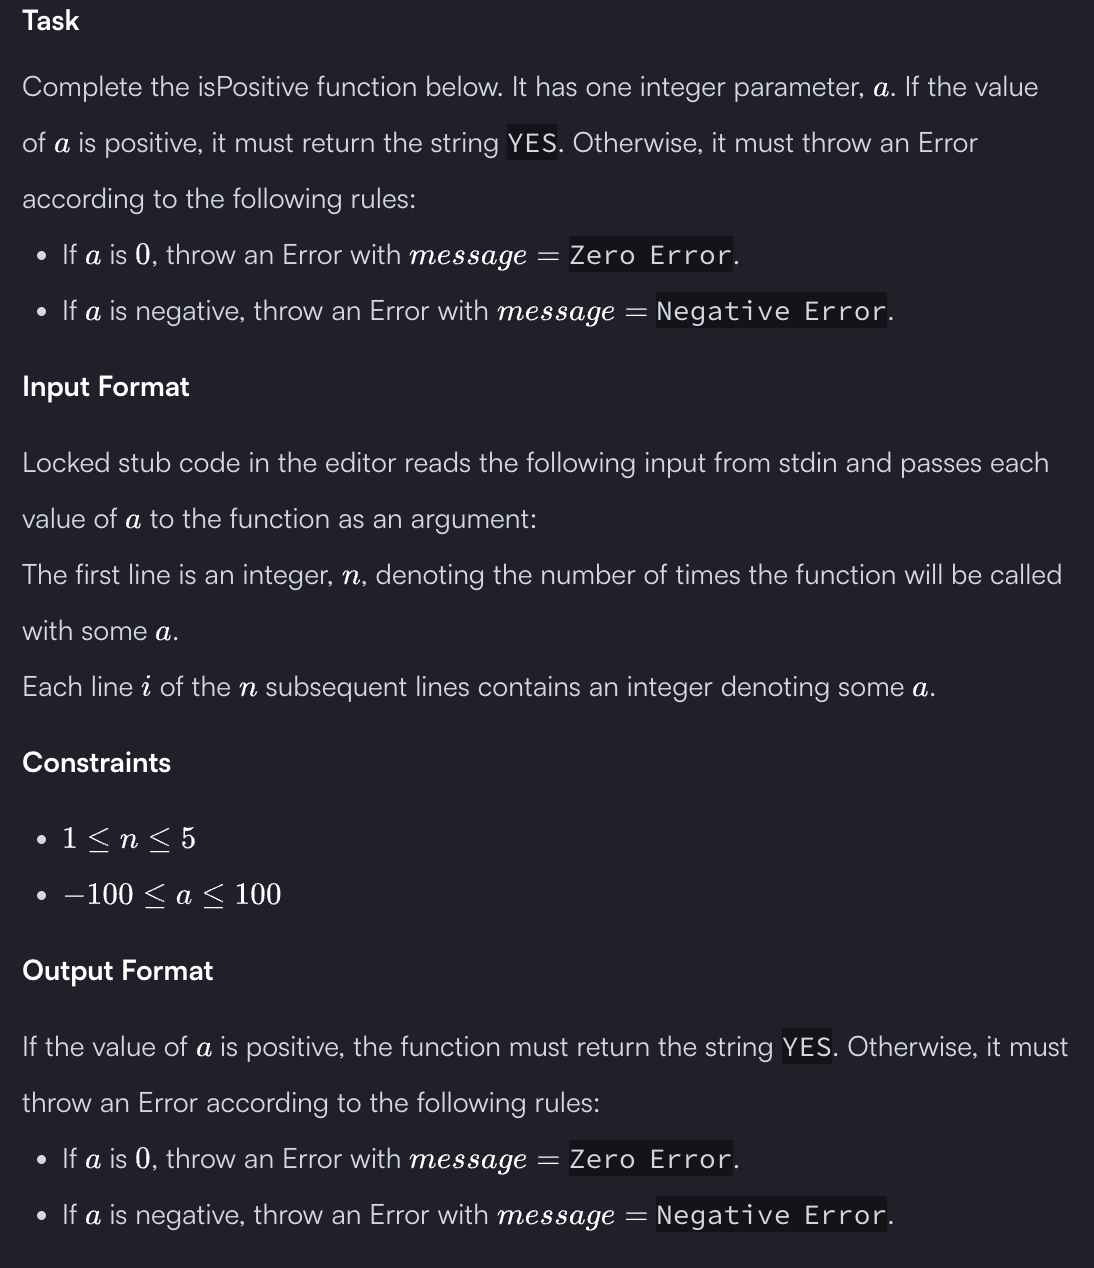 Task
Complete the isPositive function below. It has one integer parameter, a. If the value
of a is positive, it must return the string YES. Otherwise, it must throw an Error
according to the following rules:
• If a is 0, throw an Error with message = Zero Error.
• If a is negative, throw an Error with message = Negative Error.
Input Format
Locked stub code in the editor reads the following input from stdin and passes each
value of a to the function as an argument:
The first line is an integer, n, denoting the number of times the function will be called
with some a.
Each line i of the n subsequent lines contains an integer denoting some a.
Constraints
• 1 ≤ n ≤ 5
• −100 ≤ a ≤ 100
Output Format
If the value of a is positive, the function must return the string YES. Otherwise, it must
throw an Error according to the following rules:
• If a is 0, throw an Error with message = Zero Error.
• If a is negative, throw an Error with message = Negative Error.